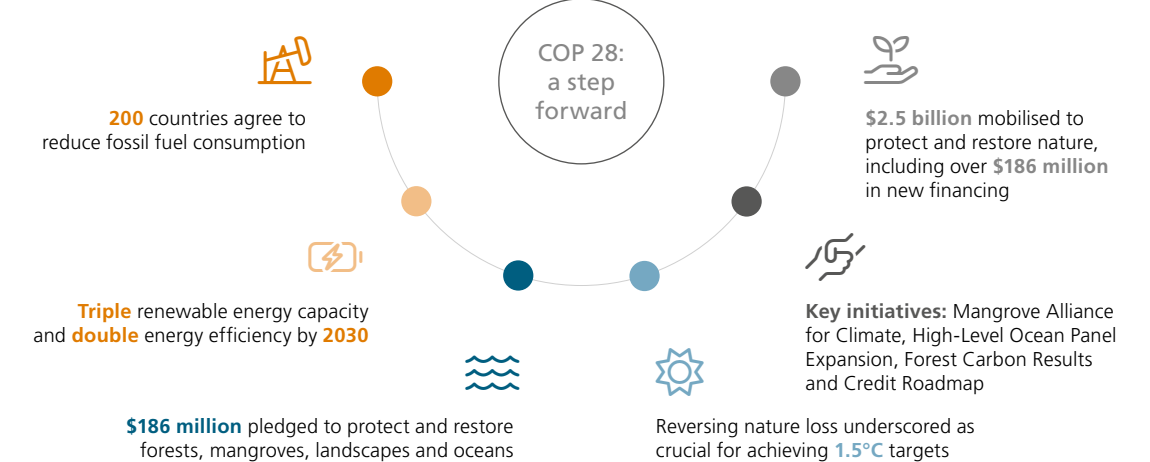 COP 28:
a step
forward
200 countries agree to
reduce fossil fuel consumption
Triple renewable energy capacity
and double energy efficiency by 2030
$186 million pledged to protect and restore
forests, mangroves, landscapes and oceans
Reversing nature loss underscored as
crucial for achieving 1.5°C targets
Key initiatives: Mangrove Alliance
for Climate, High-Level Ocean Panel
Expansion, Forest Carbon Results
and Credit Roadmap
$2.5 billion mobilised to
protect and restore nature,
including over $186 million
in new financing